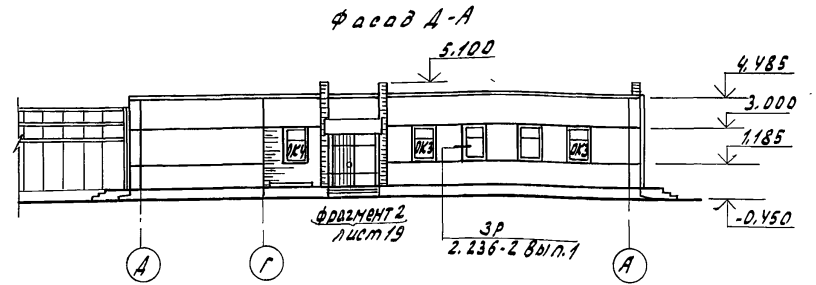 Фасад Д-А
5,100
4,485
3,000
1,185
-0,450
ОК4
ОК3
ОК3
фрагмент 2
лист 19
ЗР
2.236-2 Вып.1
Д
Г
А